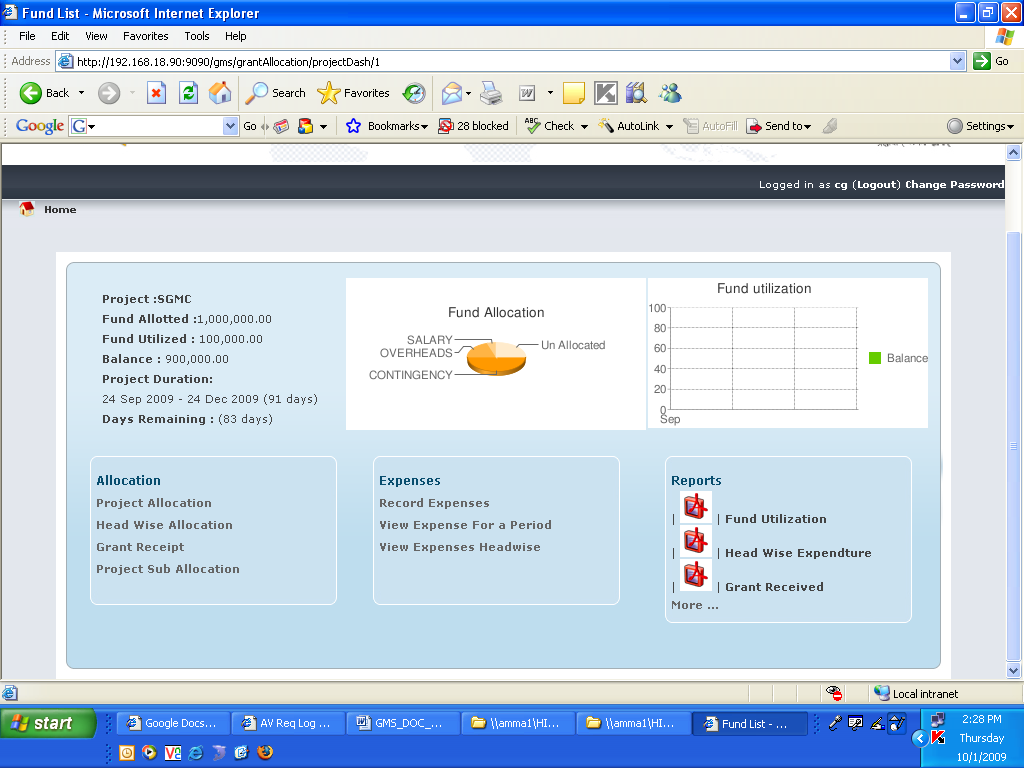 Fund List - Microsoft Internet Explorer
File Edit View Favorites Tools Help
Address http://192.168.18.90:9090/gms/grantAllocation/projectDash/1 Go
Back Search Favorites
Google G Go Bookmarks 28 blocked ABC Check AutoLink AutoFill Send to Settings
Logged in as cg (Logout) Change Password
Home
Project :SGMC
Fund Allotted :1,000,000.00
Fund Utilized : 100,000.00
Balance : 900,000.00
Project Duration:
24 Sep 2009 - 24 Dec 2009 (91 days)
Days Remaining : (83 days)
Fund Allocation
SALARY
OVERHEADS
CONTINGENCY
Un Allocated
Fund utilization
100
80
60
40
20
0
Sep
Balance
Allocation
Project Allocation
Head Wise Allocation
Grant Receipt
Project Sub Allocation
Expenses
Record Expenses
View Expense For a Period
View Expenses Headwise
Reports
| | Fund Utilization
| | Head Wise Expendture
| | Grant Received
More ...
Local intranet
start Google Docs... AV Req Log ... GMS_DOC_... \\amma1\HI... \\amma1\HI... Fund List - ...
2:28 PM
Thursday
10/1/2009